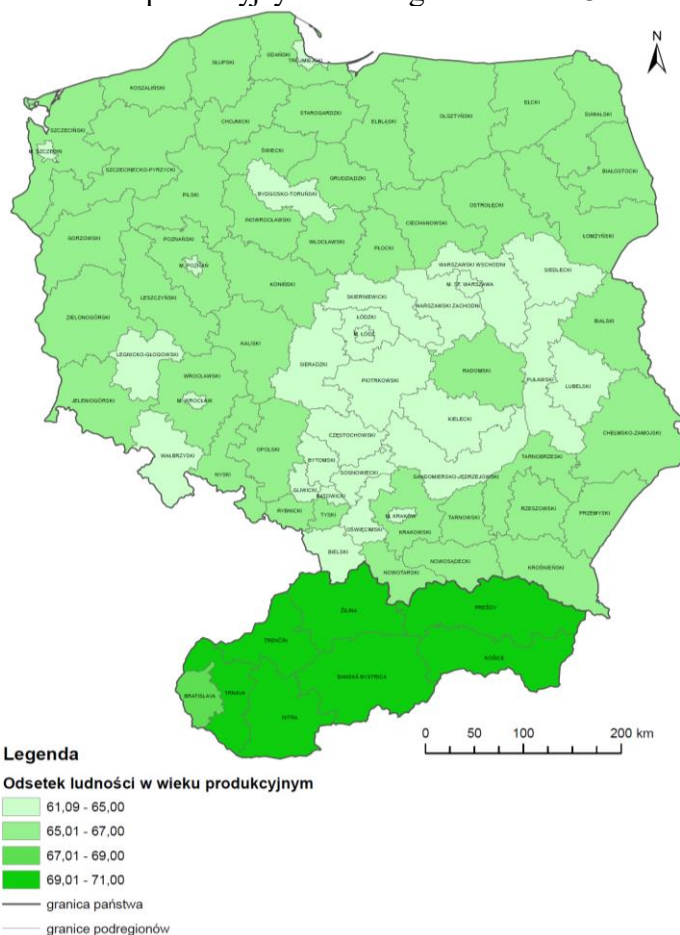 N
KOSZALIŃSKI
SŁUPSKI
GDAŃSKI
TRÓJMIEJSKI
STAROGARDZKI
CHOJNICKI
ELBLĄSKI
OLSZTYŃSKI
EŁCKI
SUWALSKI
SZCZECIŃSKI
M. SZCZECIN
SZCZECINECKO-PYRZYCKI
ŚWIECKI
BYDGOSKO-TORUŃSKI
GRUDZIĄDZKI
BIAŁOSTOCKI
PILSKI
INOWROCŁAWSKI
OSTROŁĘCKI
CIECHANOWSKI
ŁOMŻYŃSKI
GORZOWSKI
POZNAŃSKI
M. POZNAŃ
WŁOCŁAWSKI
PŁOCKI
KONIŃSKI
WARSZAWSKI WSCHODNI
SIEDLECKI
M. ST. WARSZAWA
SKIERNIEWICKI
WARSZAWSKI ZACHODNI
LESZCZYŃSKI
ZIELONOGÓRSKI
ŁÓDZKI
M. ŁÓDŹ
BIALSKI
KALISKI
LEGNICKO-GŁOGOWSKI
SIERADZKI
RADOMSKI
WROCŁAWSKI
PIOTRKOWSKI
PUŁAWSKI
LUBELSKI
JELENIOGÓRSKI
M. WROCŁAW
KIELECKI
CHEŁMSKO-ZAMOJSKI
CZĘSTOCHOWSKI
WAŁBRZYSKI
OPOLSKI
TARNOBRZESKI
BYTOMSKI
NYSKI
SOSNOWIECKI
SANDOMIERSKO-JĘDRZEJOWSKI
GLIWICKI
KATOWICKI
RYBNICKI
TYSKI
M. KRAKÓW
RZESZOWSKI
PRZEMYSKI
OŚWIĘCIMSKI
KRAKOWSKI
TARNOWSKI
BIELSKI
NOWOSĄDECKI
KROŚNIEŃSKI
NOWOTARSKI
ŽILINA
PREŠOV
TRENČÍN
KOŠICE
BANSKÁ BYSTRICA
BRATISLAVA
TRNAVA
NITRA
0 50 100 200 km
Legenda
Odsetek ludności w wieku produkcyjnym
61,09 - 65,00
65,01 - 67,00
67,01 - 69,00
69,01 - 71,00
granica państwa
granice podregionów